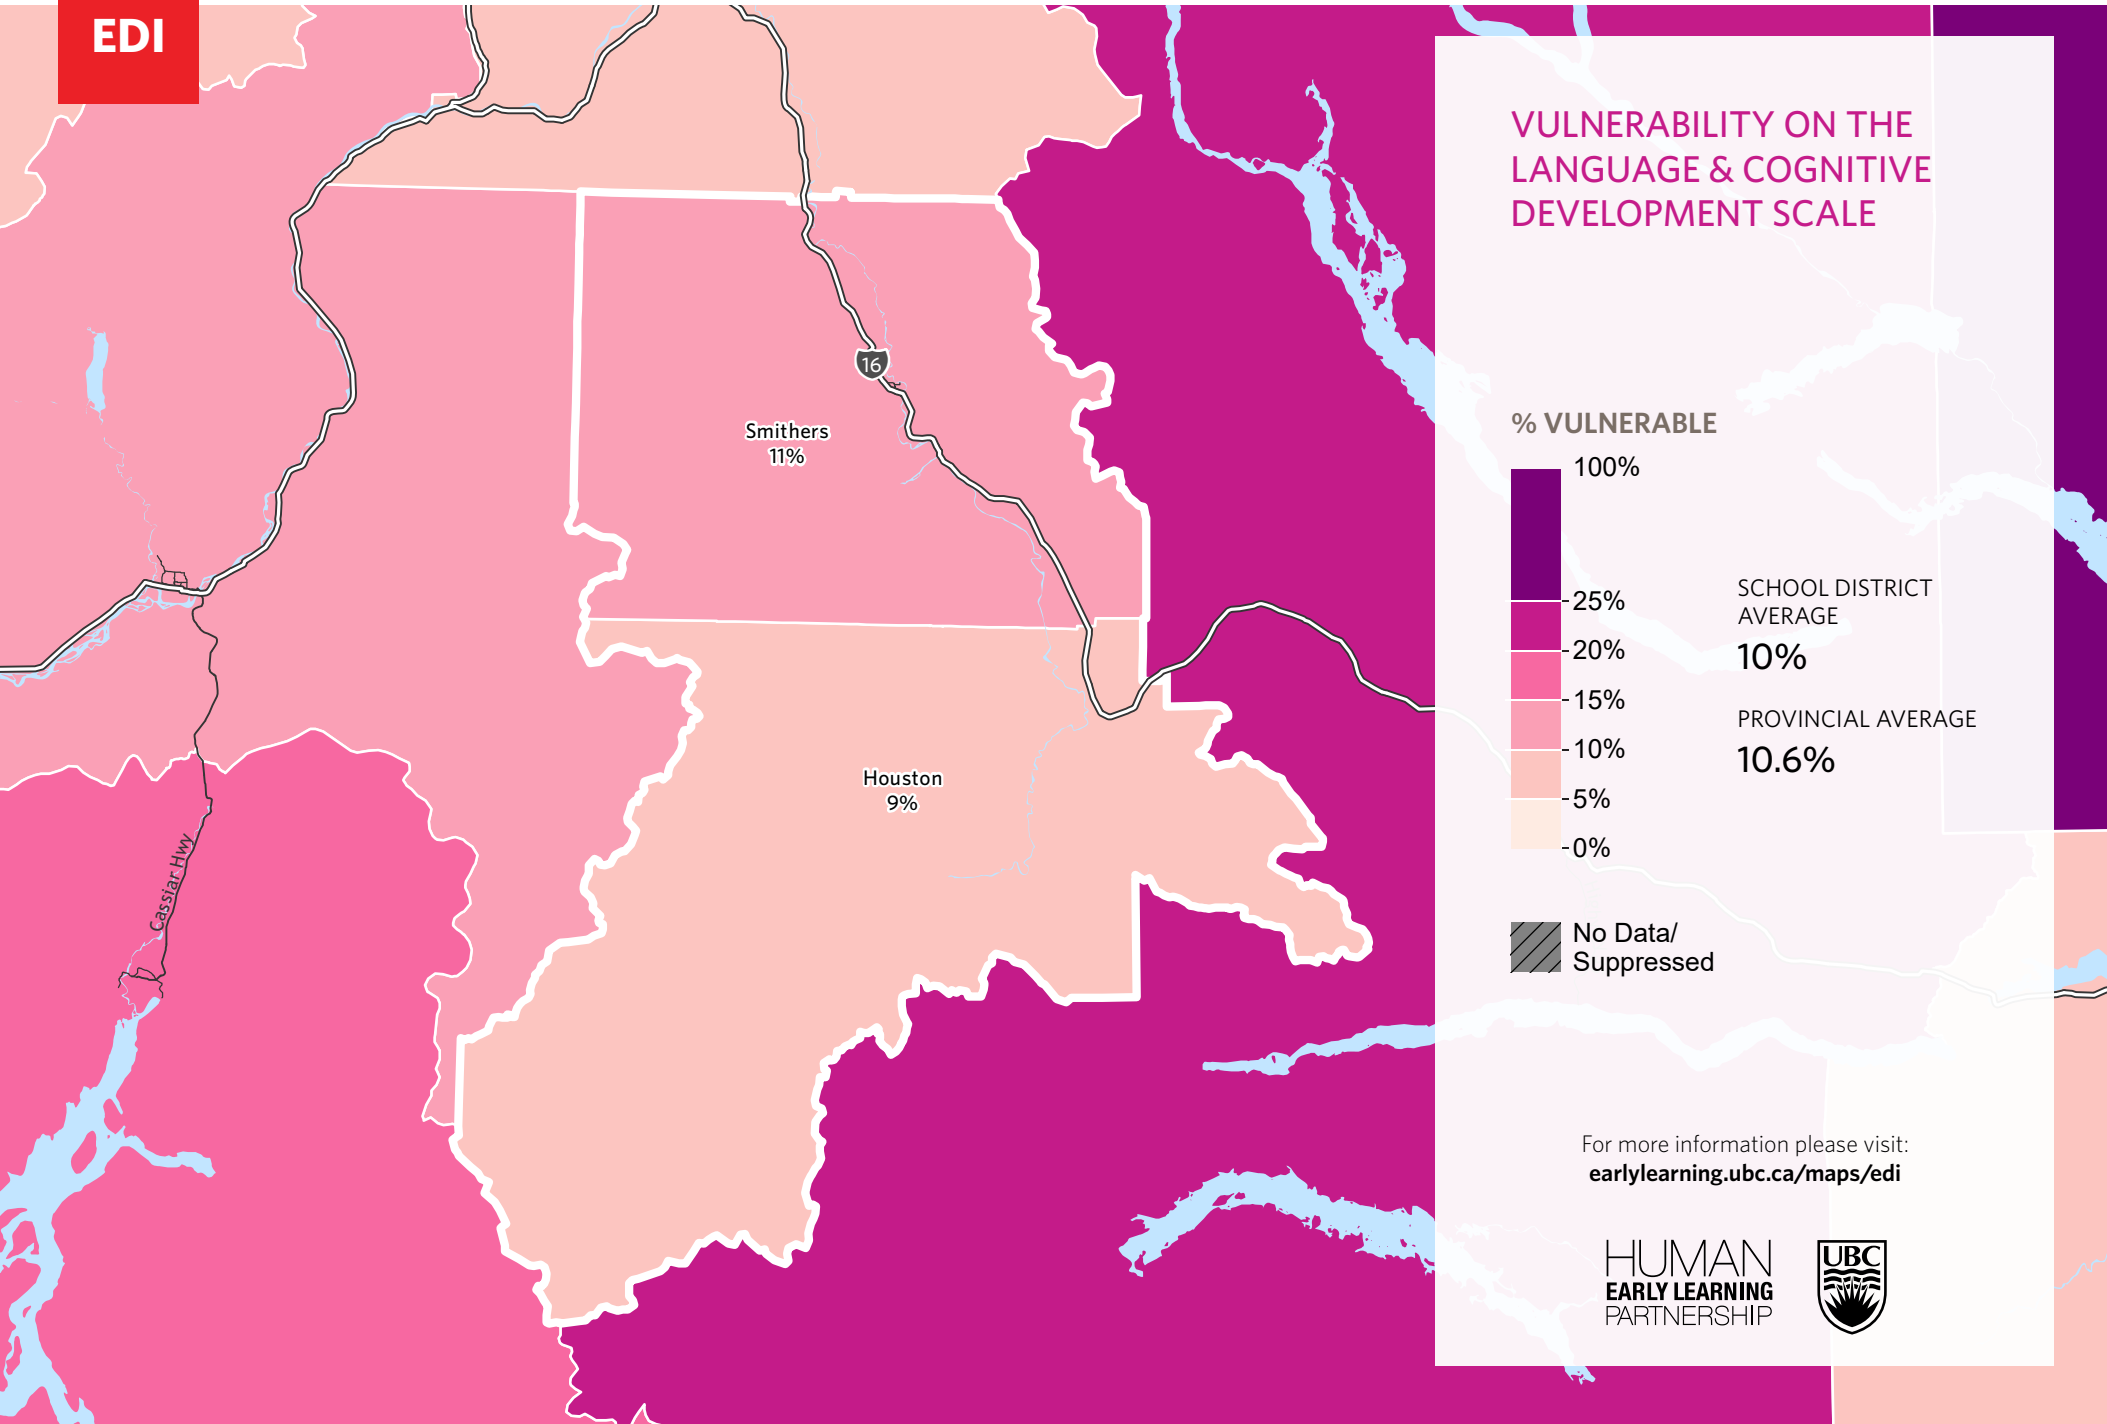 EDI
VULNERABILITY ON THE
LANGUAGE & COGNITIVE
DEVELOPMENT SCALE
16
Smithers
11%
Houston
9%
Cassiar Hwy
% VULNERABLE
100%
25%
20%
15%
10%
5%
0%
SCHOOL DISTRICT
AVERAGE
10%
PROVINCIAL AVERAGE
10.6%
No Data/
Suppressed
For more information please visit:
earlylearning.ubc.ca/maps/edi
HUMAN
EARLY LEARNING
PARTNERSHIP
UBC